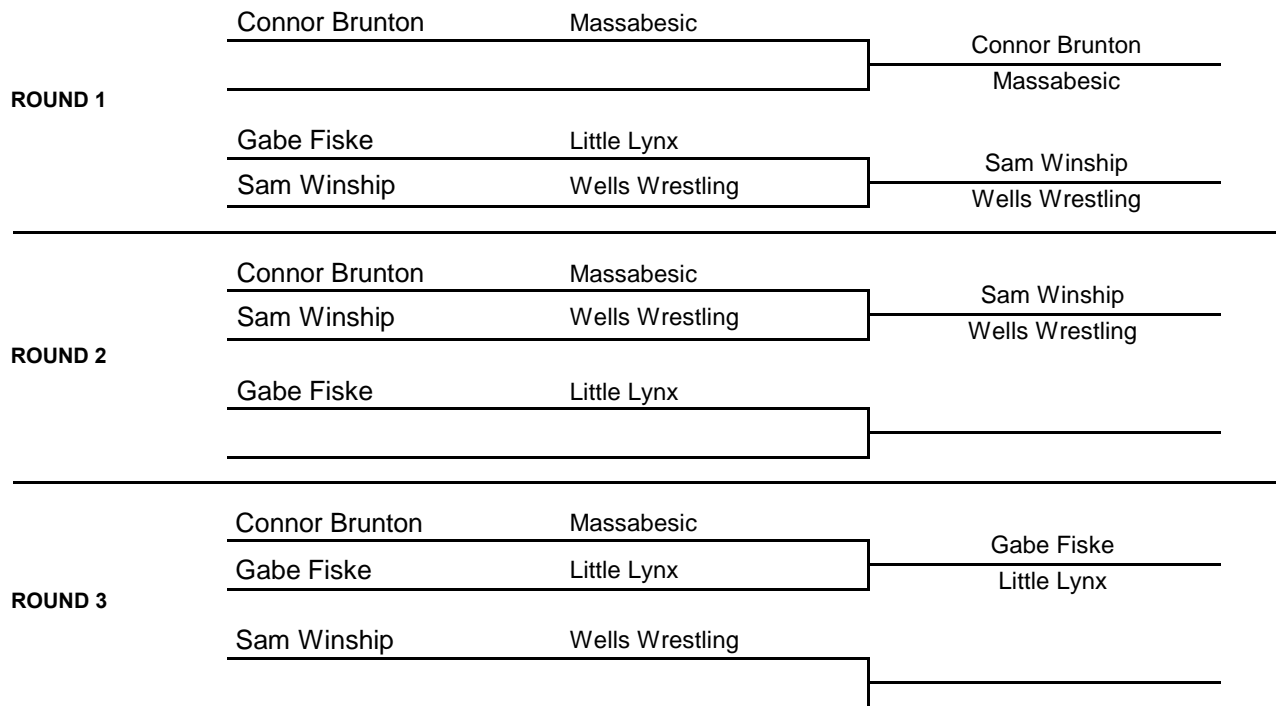 Connor Brunton Massabesic
Connor Brunton
Massabesic
ROUND 1
Gabe Fiske Little Lynx
Sam Winship
Sam Winship Wells Wrestling
Wells Wrestling
Connor Brunton Massabesic
Sam Winship
Sam Winship Wells Wrestling
Wells Wrestling
ROUND 2
Gabe Fiske Little Lynx
Connor Brunton Massabesic
Gabe Fiske
Gabe Fiske Little Lynx
Little Lynx
ROUND 3
Sam Winship Wells Wrestling